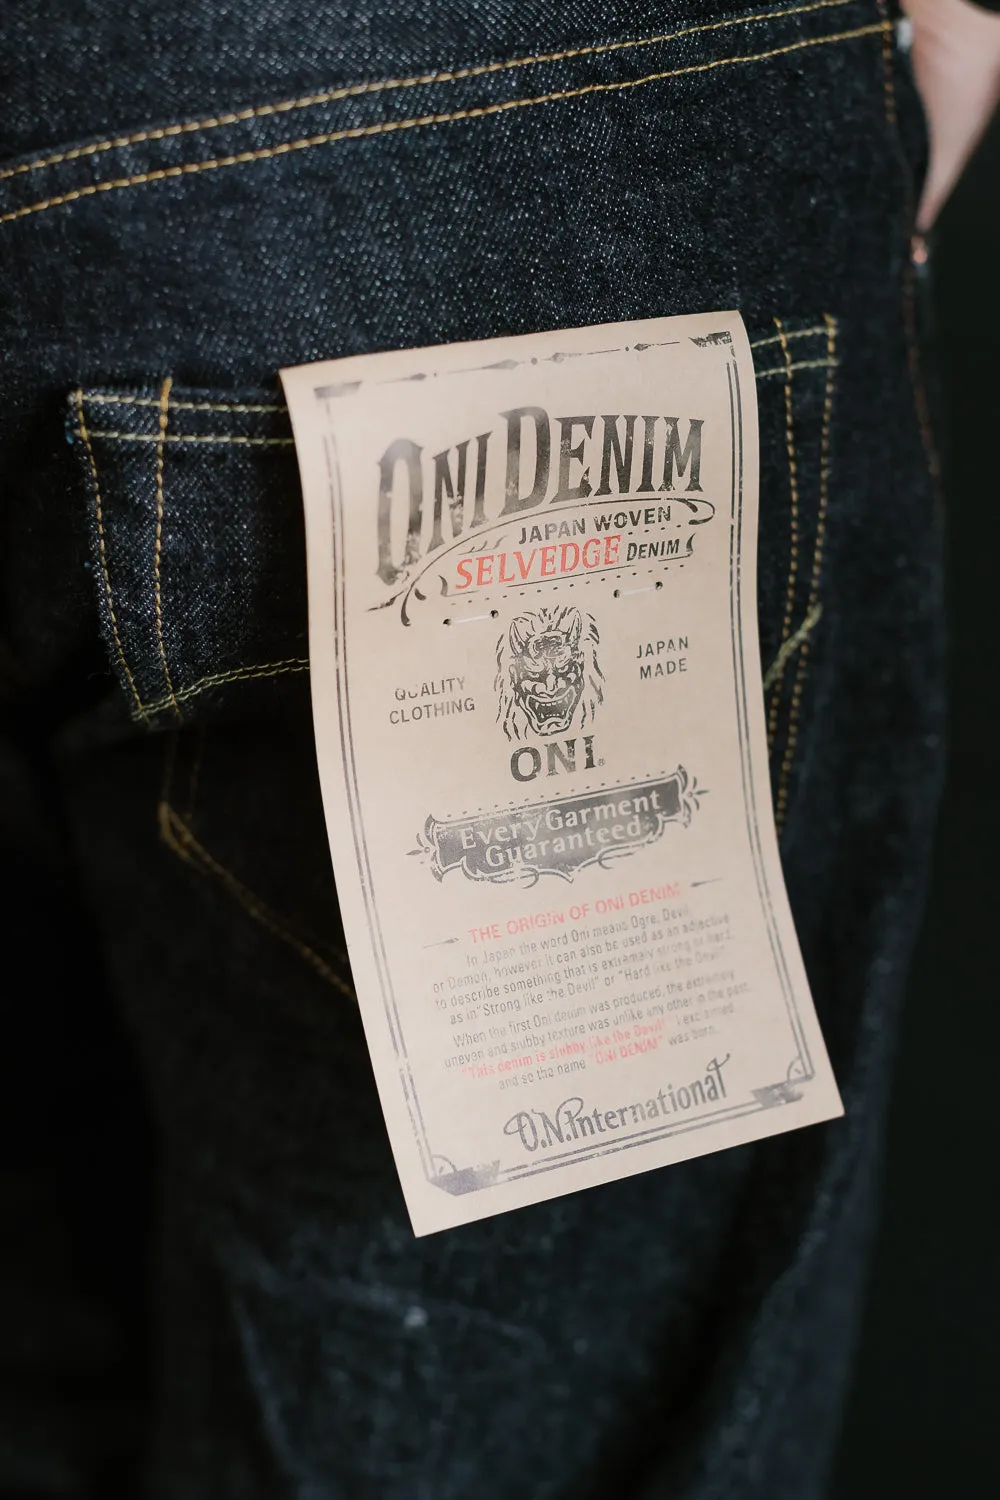 ONI DENIM
JAPAN WOVEN
SELVEDGE DENIM
QUALITY
CLOTHING
JAPAN
MADE
ONI®
Every Garment
Guaranteed
THE ORIGIN OF ONI DENIM
In Japan the word Oni means Ogre, Devil,
or Demon, however it can also be used as an adjective
to describe something that is extremely strong or hard,
as in "Strong like the Devil" or "Hard like the Devil".
When the first Oni denim was produced, the extremely
uneven and slubby texture was unlike any other in the past.
"This denim is slubby like the Devil" I exclaimed
and so the name "ONI DENIM" was born.
O.N.International